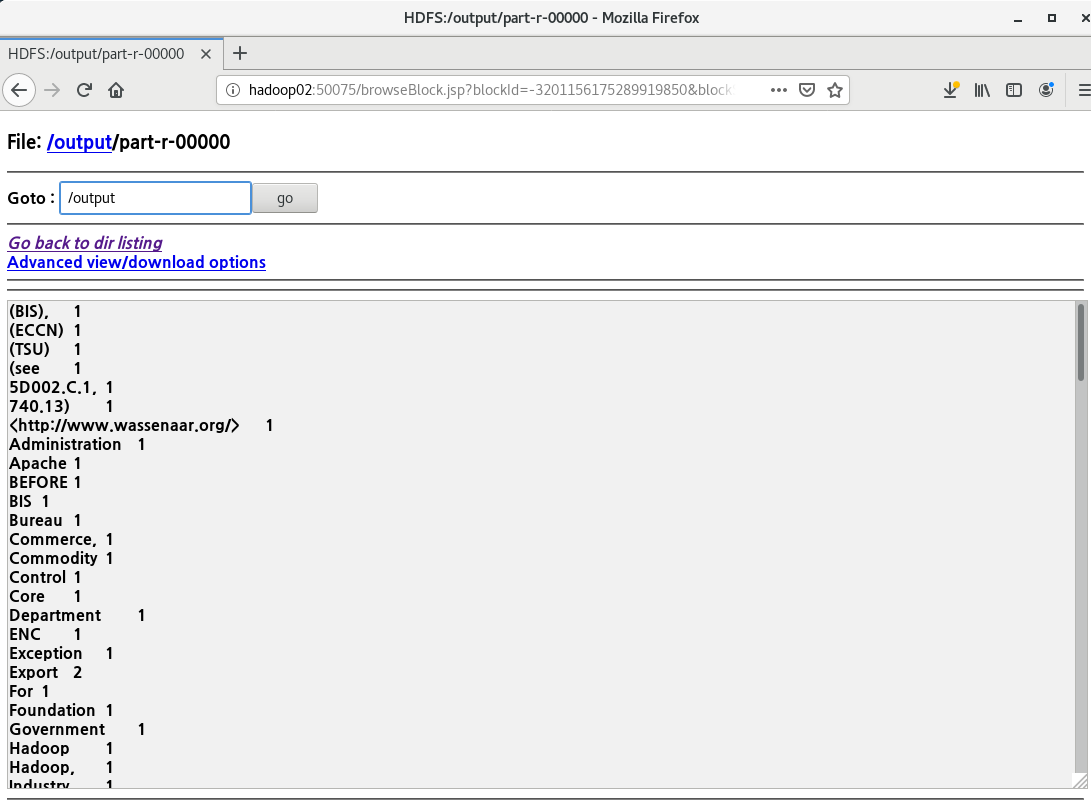 HDFS:/output/part-r-00000 - Mozilla Firefox
HDFS:/output/part-r-00000
hadoop02:50075/browseBlock.jsp?blockId=-3201156175289919850&block
File: /output/part-r-00000
Goto : /output go
Go back to dir listing
Advanced view/download options
(BIS), 1
(ECCN) 1
(TSU) 1
(see 1
5D002.C.1, 1
740.13) 1
<http://www.wassenaar.org/> 1
Administration 1
Apache 1
BEFORE 1
BIS 1
Bureau 1
Commerce, 1
Commodity 1
Control 1
Core 1
Department 1
ENC 1
Exception 1
Export 2
For 1
Foundation 1
Government 1
Hadoop 1
Hadoop, 1
Industry 1